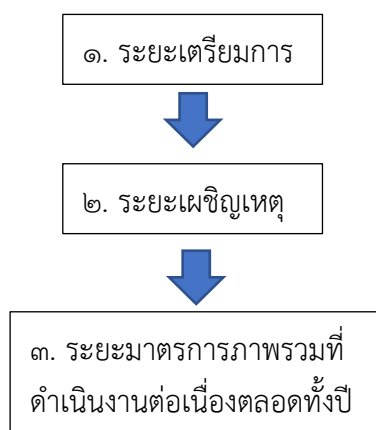 ๑. ระยะเตรียมการ
๒. ระยะเผชิญเหตุ
๓. ระยะมาตรการภาพรวมที่
ดำเนินงานต่อเนื่องตลอดทั้งปี